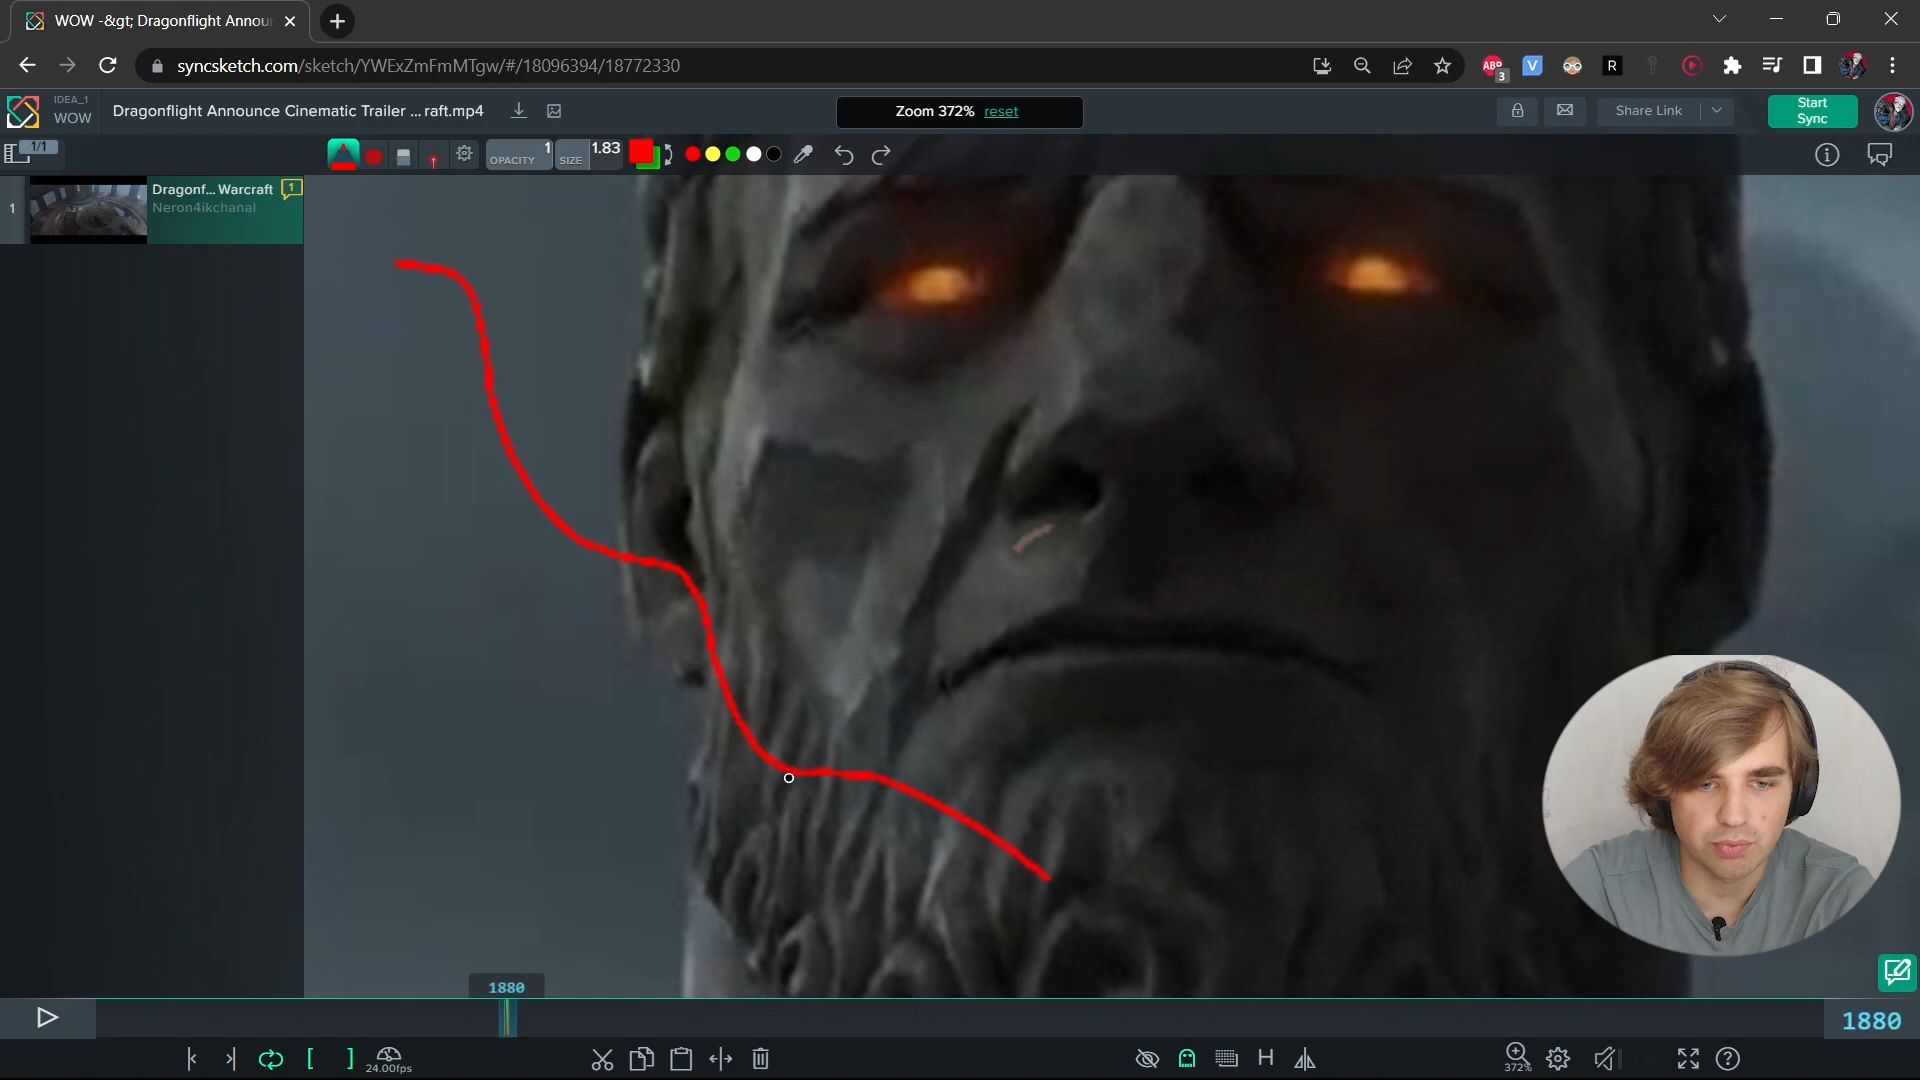 WOW -&gt; Dragonflight Annou
syncsketch.com/sketch/YWExZmFmMTgw/#/18096394/18772330
ABP
3
V
R
IDEA_1
WOW
Dragonflight Announce Cinematic Trailer ... raft.mp4
Zoom 372% reset
Share Link
Start
Sync
1/1
OPACITY 1
SIZE 1.83
1
Dragonf... Warcraft
1
Neron4ikchanal
1880
1880
[ ]
24.00fps
H
372%